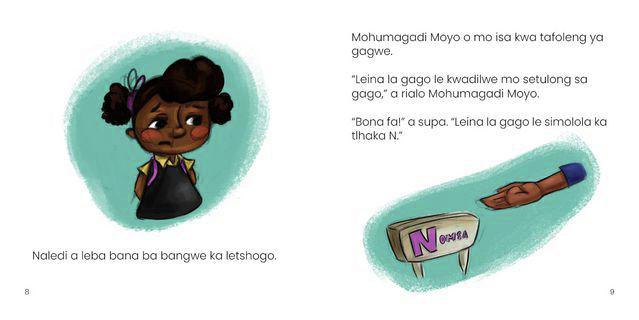 Naledi a leba bana ba bangwe ka letshogo.
8
Mohumagadi Moyo o mo isa kwa tafoleng ya
gagwe.
“Leina la gago le kwadilwe mo setulong sa
gago,” a rialo Mohumagadi Moyo.
“Bona fa!” a supa. “Leina la gago le simolola ka
tlhaka N.”
NOMSA
9